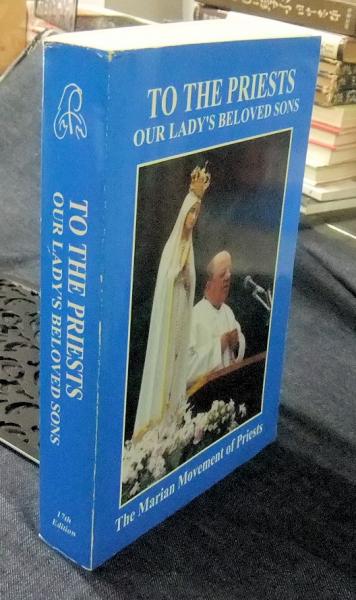 TO THE PRIESTS
OUR LADY'S BELOVED SONS
The Marian Movement of Priests
TO THE PRIESTS
OUR LADY'S BELOVED SONS
17th
Edition